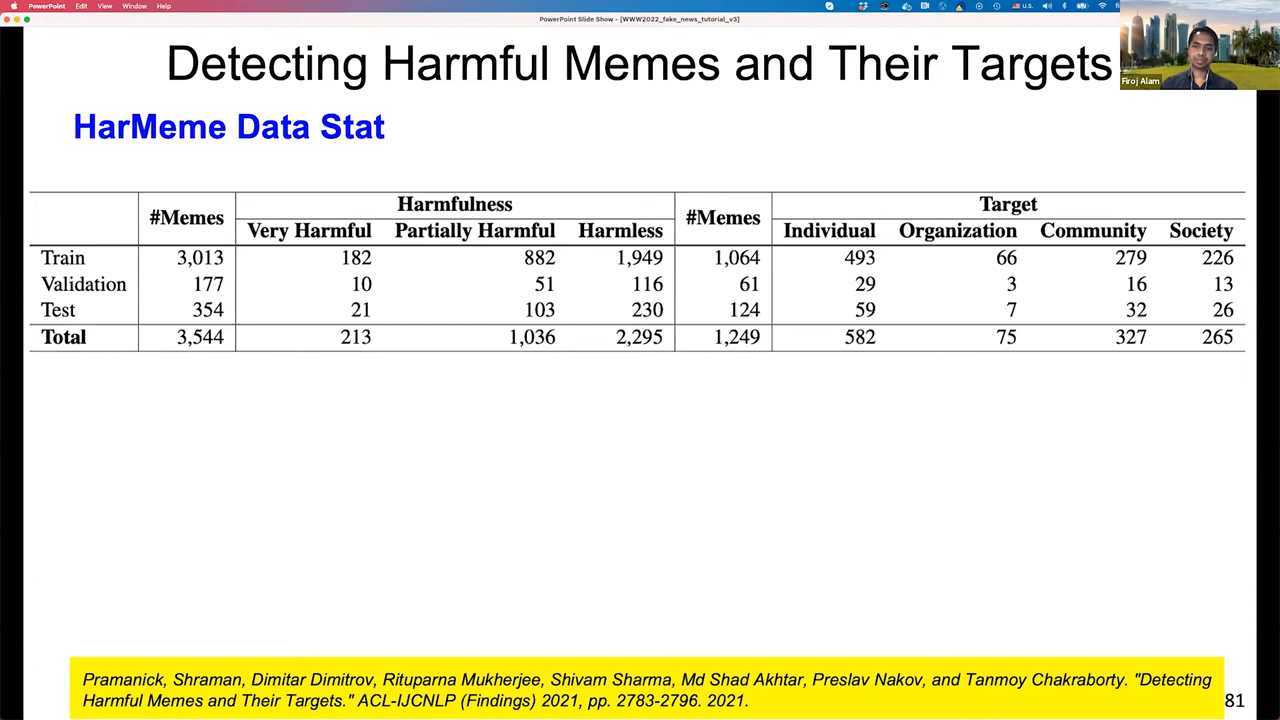 PowerPoint Edit View Window Help
U.S.
PowerPoint Slide Show - [WWW2022_fake_news_tutorial_v3]
Detecting Harmful Memes and Their Targets
Firoj Alam
HarMeme Data Stat
#Memes Harmfulness #Memes Target
Very Harmful Partially Harmful Harmless Individual Organization Community Society
Train 3,013 182 882 1,949 1,064 493 66 279 226
Validation 177 10 51 116 61 29 3 16 13
Test 354 21 103 230 124 59 7 32 26
Total 3,544 213 1,036 2,295 1,249 582 75 327 265
Pramanick, Shraman, Dimitar Dimitrov, Rituparna Mukherjee, Shivam Sharma, Md Shad Akhtar, Preslav Nakov, and Tanmoy Chakraborty. "Detecting
Harmful Memes and Their Targets." ACL-IJCNLP (Findings) 2021, pp. 2783-2796. 2021.
81